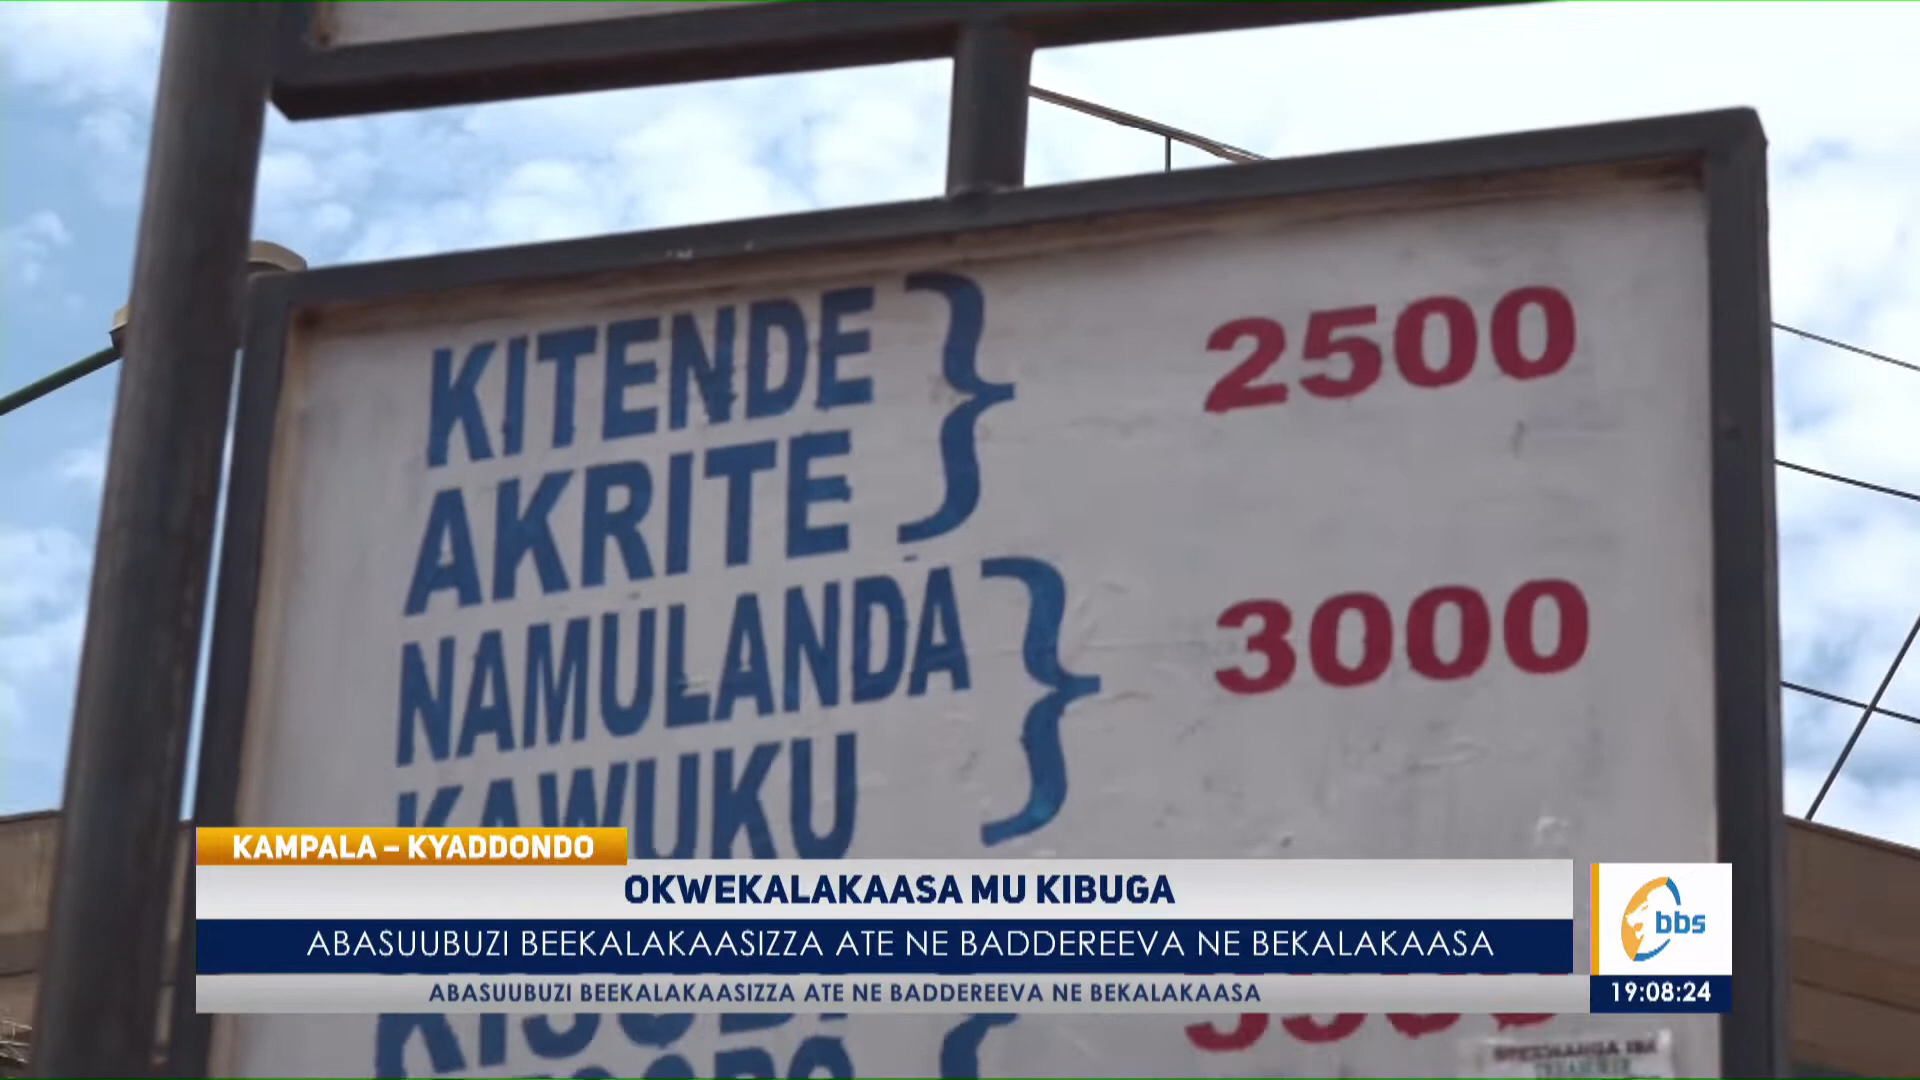 KITENDE
AKRITE
2500
NAMULANDA
KAWUKU
3000
KAMPALA – KYADDONDO
OKWEKALAKAASA MU KIBUGA
ABASUUBUZI BEEKALAKAASIZZA ATE NE BADDEREEVA NE BEKALAKAASA
ABASUUBUZI BEEKALAKAASIZZA ATE NE BADDEREEVA NE BEKALAKAASA
bbs
19:08:24